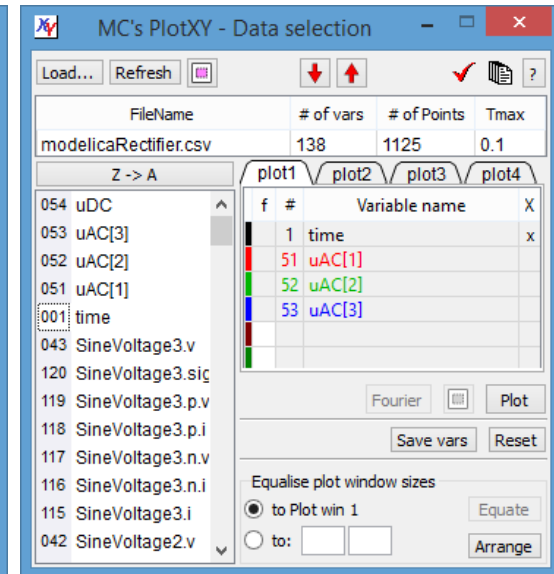 MC's PlotXY - Data selection
Load... Refresh ?
FileName # of vars # of Points Tmax
modelicaRectifier.csv 138 1125 0.1
Z -> A
054 uDC
053 uAC[3]
052 uAC[2]
051 uAC[1]
001 time
043 SineVoltage3.v
120 SineVoltage3.sig
119 SineVoltage3.p.v
118 SineVoltage3.p.i
117 SineVoltage3.n.v
116 SineVoltage3.n.i
115 SineVoltage3.i
042 SineVoltage2.v
plot1 plot2 plot3 plot4
f # Variable name X
1 time x
51 uAC[1]
52 uAC[2]
53 uAC[3]
Fourier Plot
Save vars Reset
Equalise plot window sizes
to Plot win 1 Equate
to: Arrange